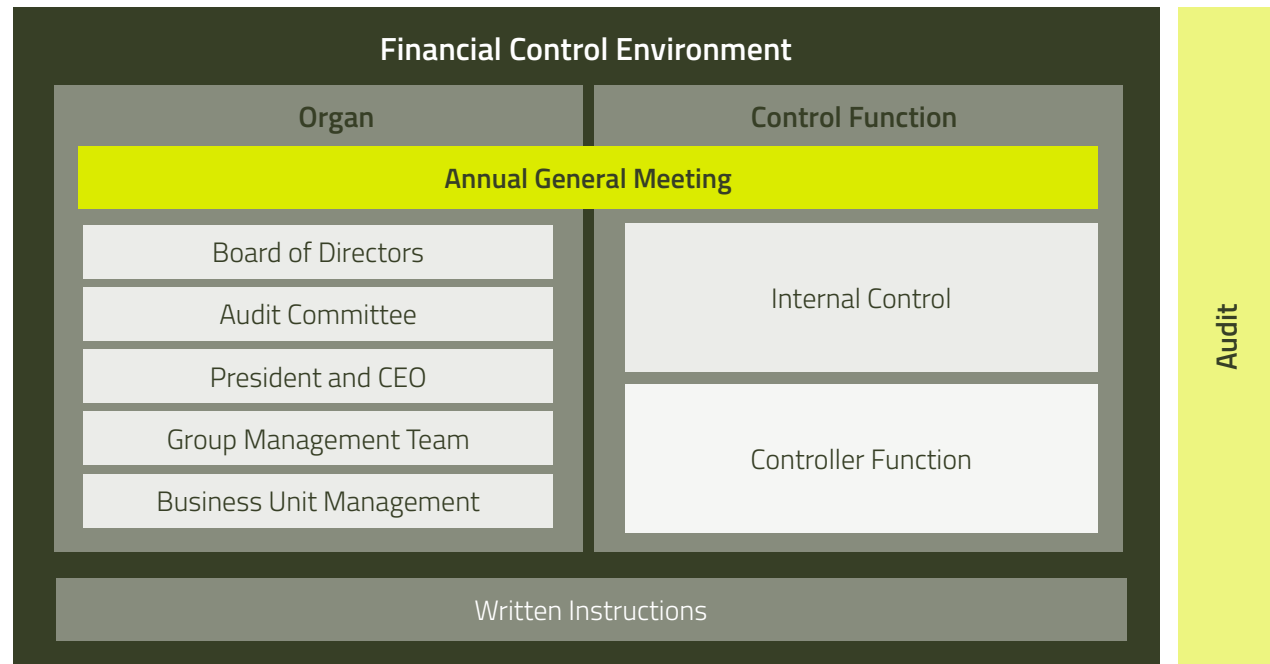 Financial Control Environment
Organ
Control Function
Annual General Meeting
Board of Directors
Audit Committee
President and CEO
Group Management Team
Business Unit Management
Internal Control
Controller Function
Written Instructions
Audit